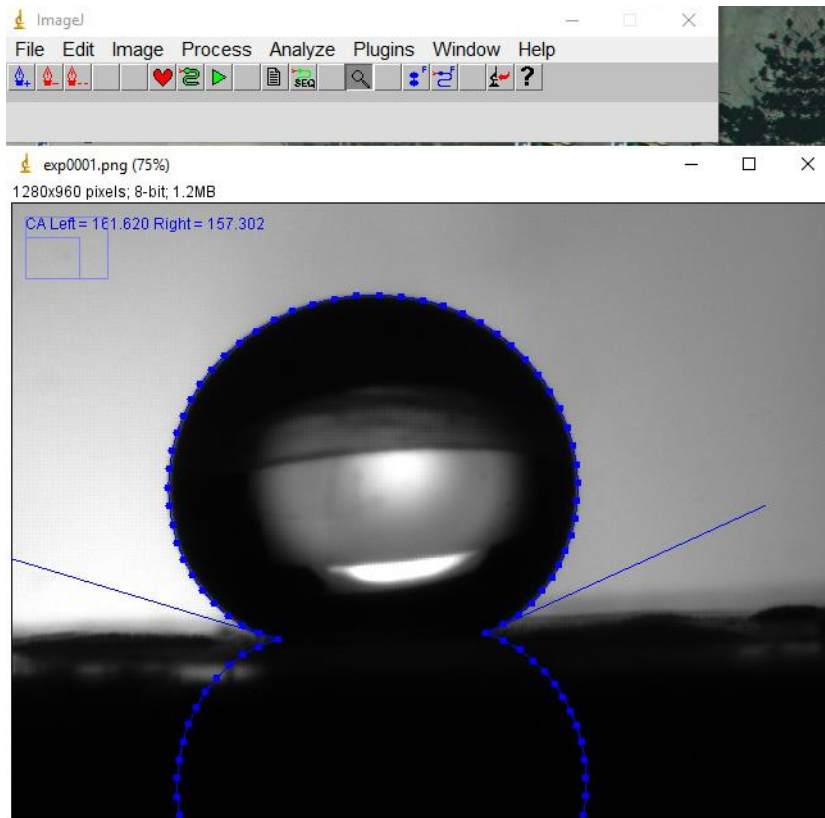 ImageJ
File Edit Image Process Analyze Plugins Window Help
SEQ F F ?
exp0001.png (75%)
1280x960 pixels; 8-bit; 1.2MB
CA Left = 161.620 Right = 157.302